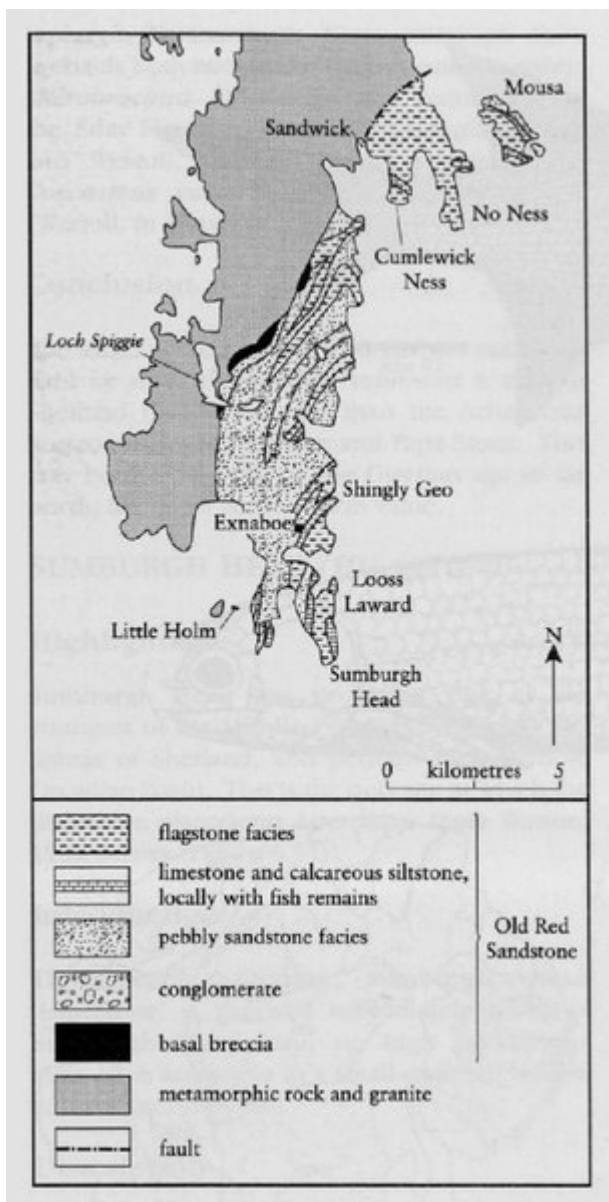 Mousa
Sandwick
No Ness
Cumlewick
Ness
Loch Spiggie
Shingly Geo
Exnaboe
Looss
Laward
Little Holm
Sumburgh
Head
N
0 kilometres 5
flagstone facies
limestone and calcareous siltstone,
locally with fish remains
pebbly sandstone facies
conglomerate
basal breccia
metamorphic rock and granite
fault
Old Red
Sandstone